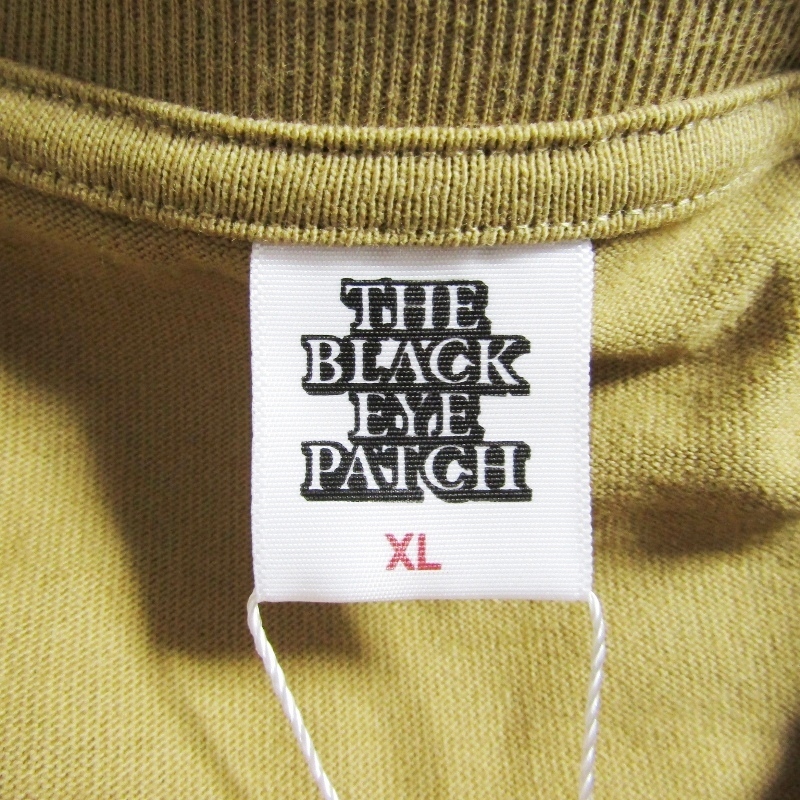 THE
BLACK
EYE
PATCH
XL